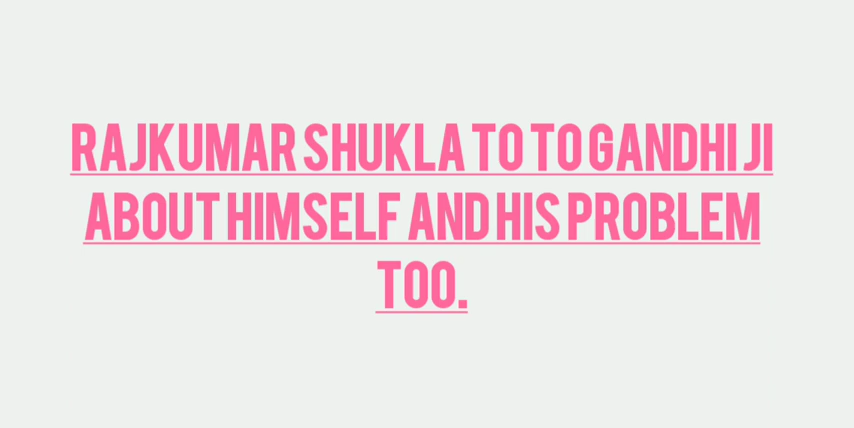 RAJKUMAR SHUKLA TO TO GANDHI JI
ABOUT HIMSELF AND HIS PROBLEM
TOO.